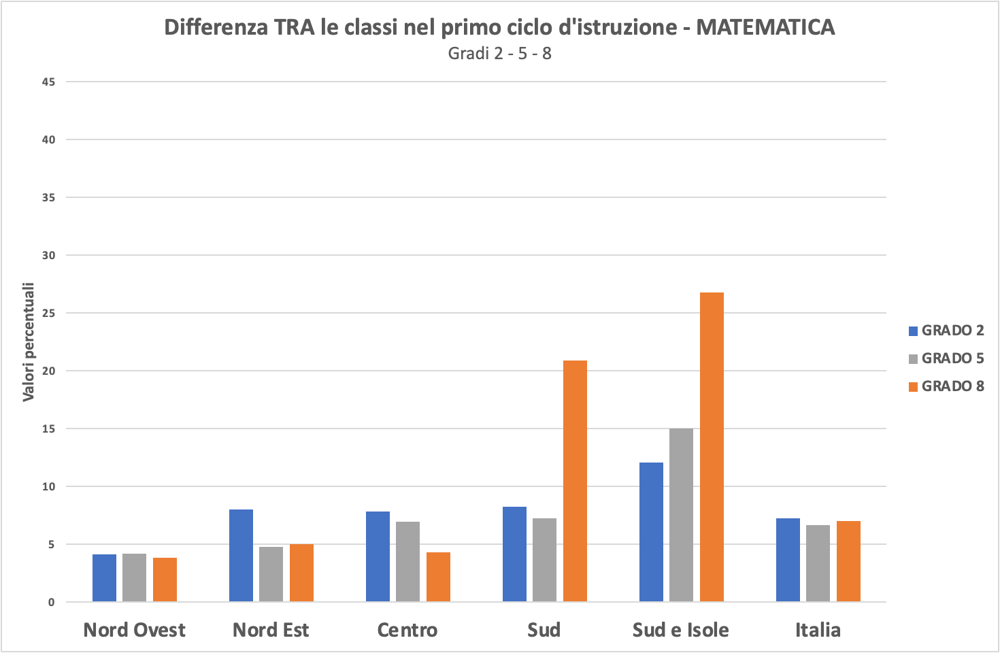 Differenza TRA le classi nel primo ciclo d'istruzione - MATEMATICA
Gradi 2 - 5 - 8
45
40
35
30
25
20
15
10
5
0
Valori percentuali
Nord Ovest
Nord Est
Centro
Sud
Sud e Isole
Italia
GRADO 2
GRADO 5
GRADO 8